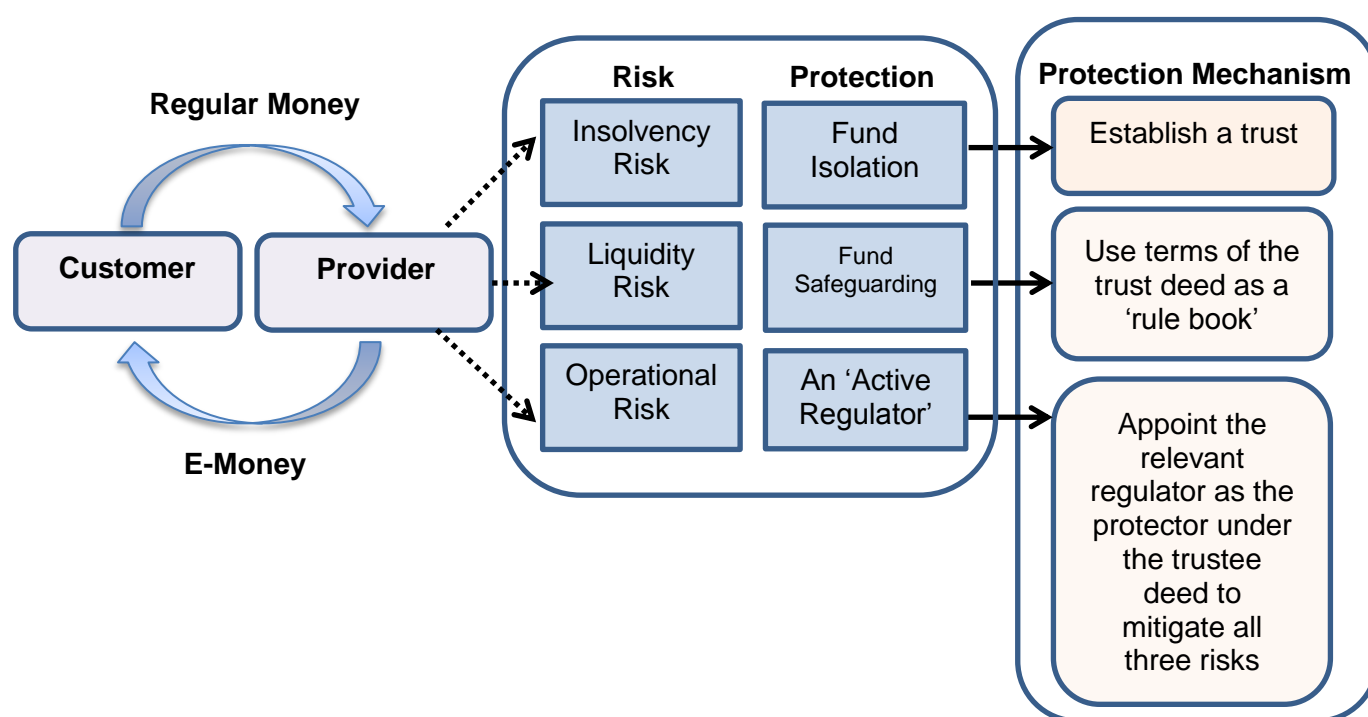 Regular Money
Customer
Provider
E-Money
Risk
Protection
Insolvency
Risk
Fund
Isolation
Liquidity
Risk
Fund
Safeguarding
Operational
Risk
An ‘Active
Regulator’
Protection Mechanism
Establish a trust
Use terms of the
trust deed as a
‘rule book’
Appoint the
relevant
regulator as the
protector under
the trustee
deed to
mitigate all
three risks